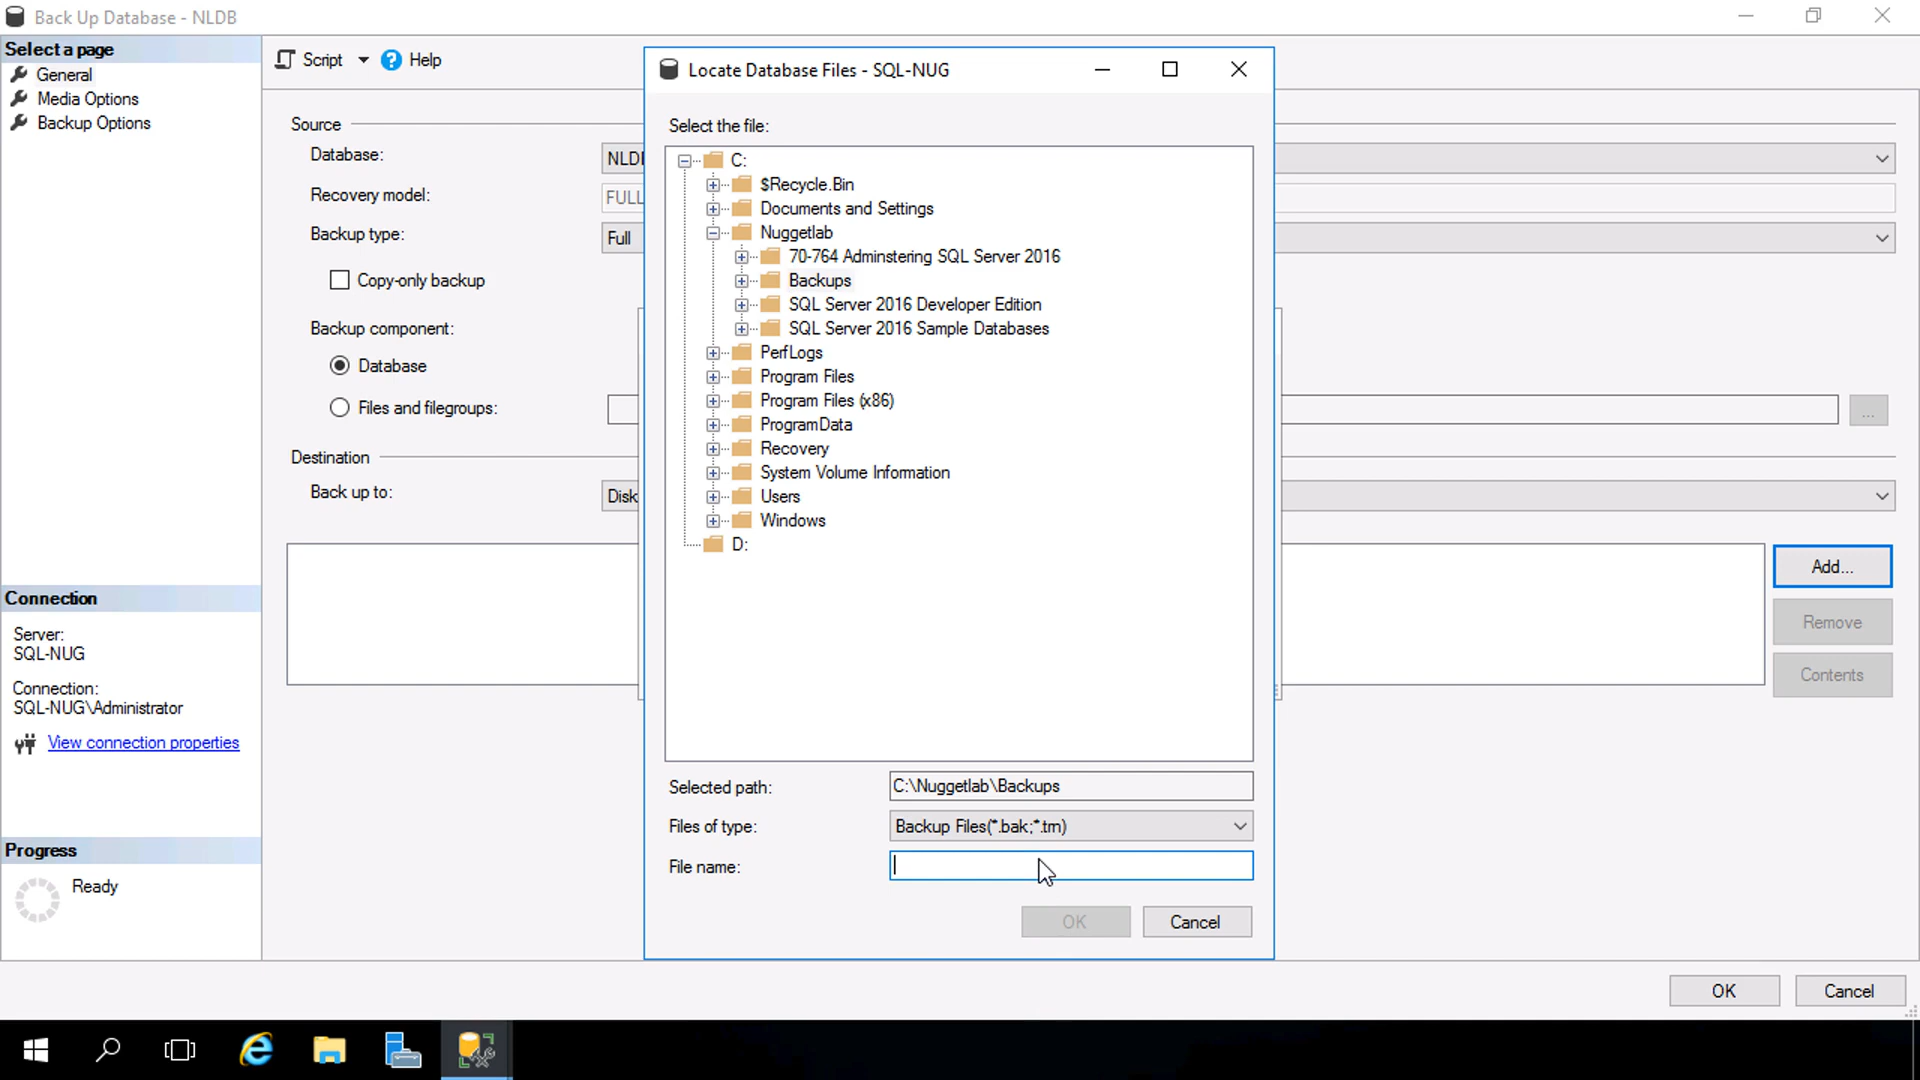 Back Up Database - NLDB
Select a page
General
Media Options
Backup Options
Script
Help
Source
Database:
NLDB
Recovery model:
FULL
Backup type:
Full
Copy-only backup
Backup component:
Database
Files and filegroups:
...
Destination
Back up to:
Disk
Add...
Remove
Contents
Connection
Server:
SQL-NUG
Connection:
SQL-NUG\Administrator
View connection properties
Progress
Ready
OK
Cancel
Locate Database Files - SQL-NUG
Select the file:
C:
$Recycle.Bin
Documents and Settings
Nuggetlab
70-764 Adminstering SQL Server 2016
Backups
SQL Server 2016 Developer Edition
SQL Server 2016 Sample Databases
PerfLogs
Program Files
Program Files (x86)
ProgramData
Recovery
System Volume Information
Users
Windows
D:
Selected path:
C:\Nuggetlab\Backups
Files of type:
Backup Files(*.bak;*.trn)
File name:
OK
Cancel